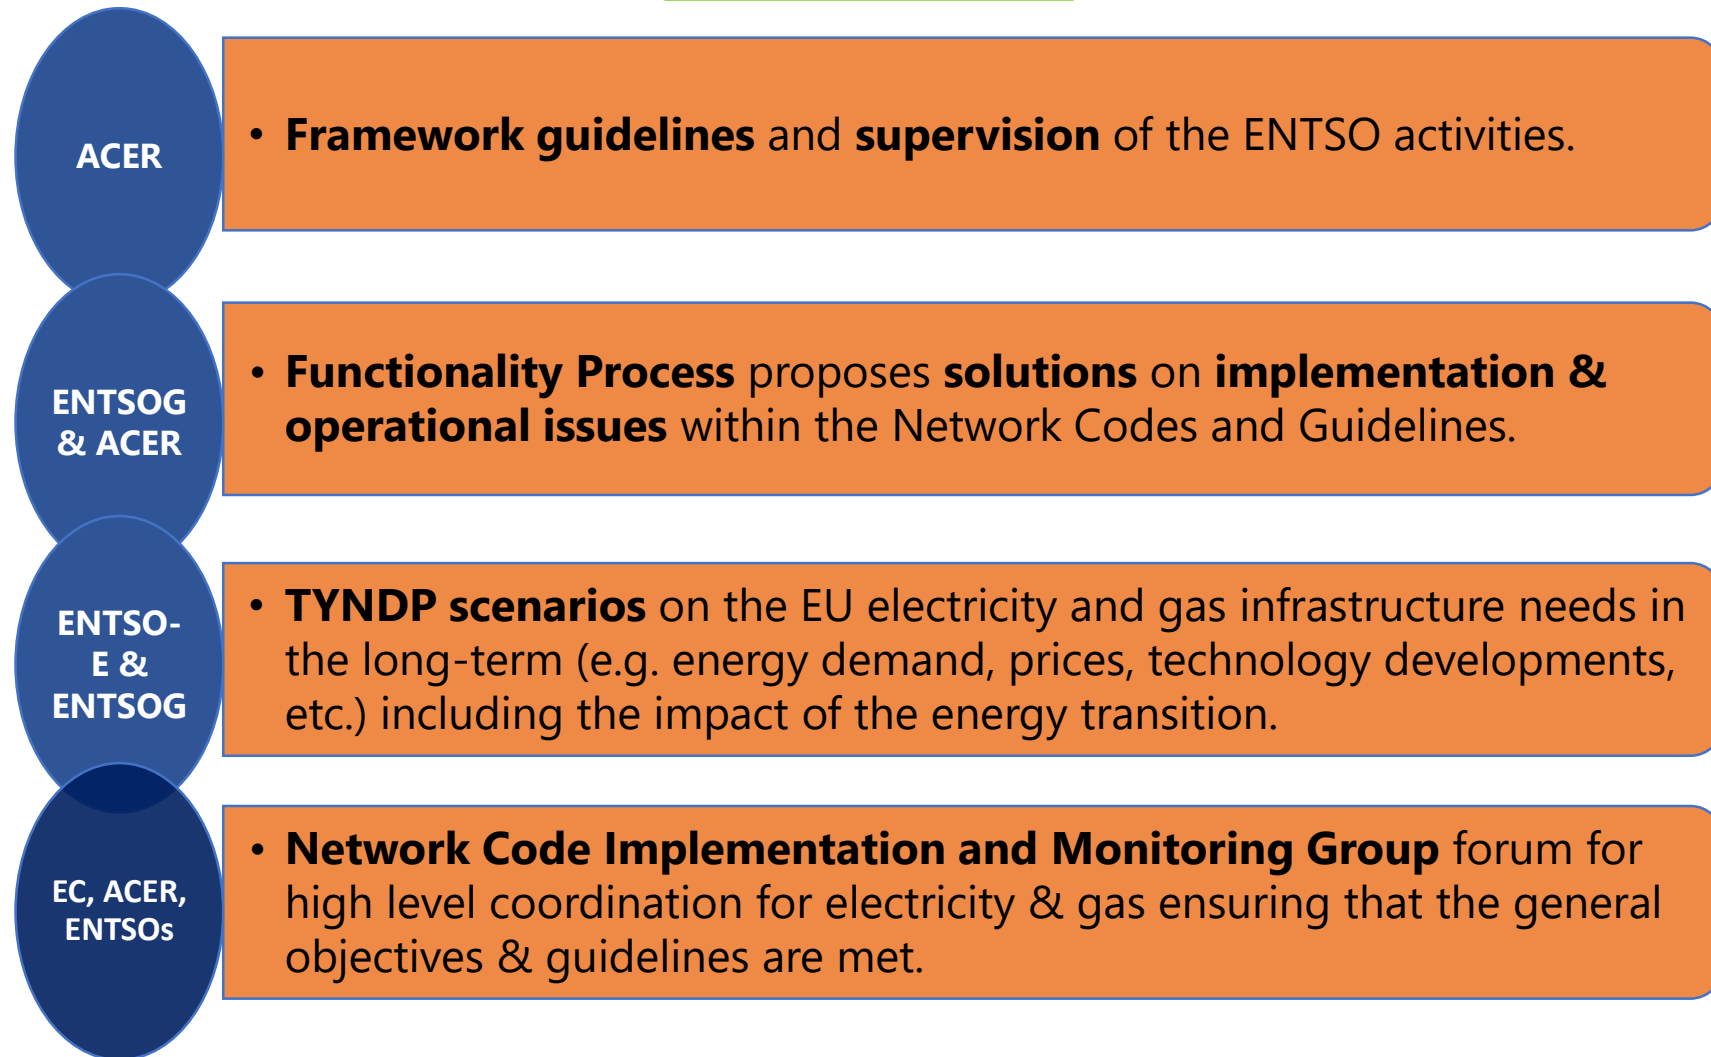 ACER
• Framework guidelines and supervision of the ENTSO activities.
ENTSOG
& ACER
• Functionality Process proposes solutions on implementation &
operational issues within the Network Codes and Guidelines.
ENTSO-
E &
ENTSOG
• TYNDP scenarios on the EU electricity and gas infrastructure needs in
the long-term (e.g. energy demand, prices, technology developments,
etc.) including the impact of the energy transition.
EC, ACER,
ENTSOs
• Network Code Implementation and Monitoring Group forum for
high level coordination for electricity & gas ensuring that the general
objectives & guidelines are met.